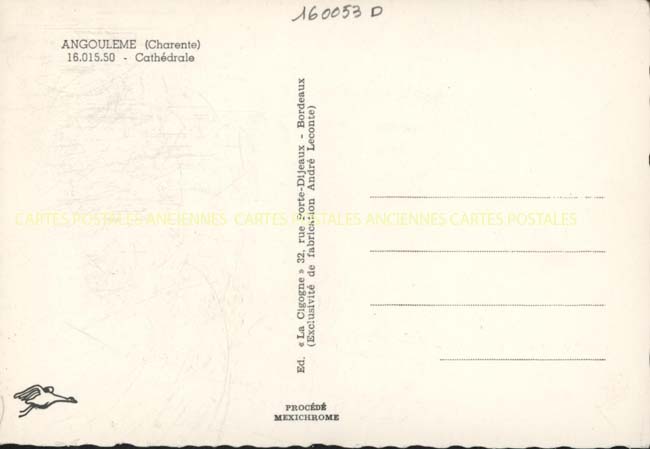 160053 D
ANGOULEME (Charente)
16.015.50 - Cathédrale
Ed. « La Cigogne » 32, rue Porte-Dijeaux - Bordeaux
(Exclusivité de fabrication André Leconte)
CARTES POSTALES ANCIENNES CARTES POSTALES ANCIENNES CARTES POSTALES
PROCÉDÉ
MEXICHROME